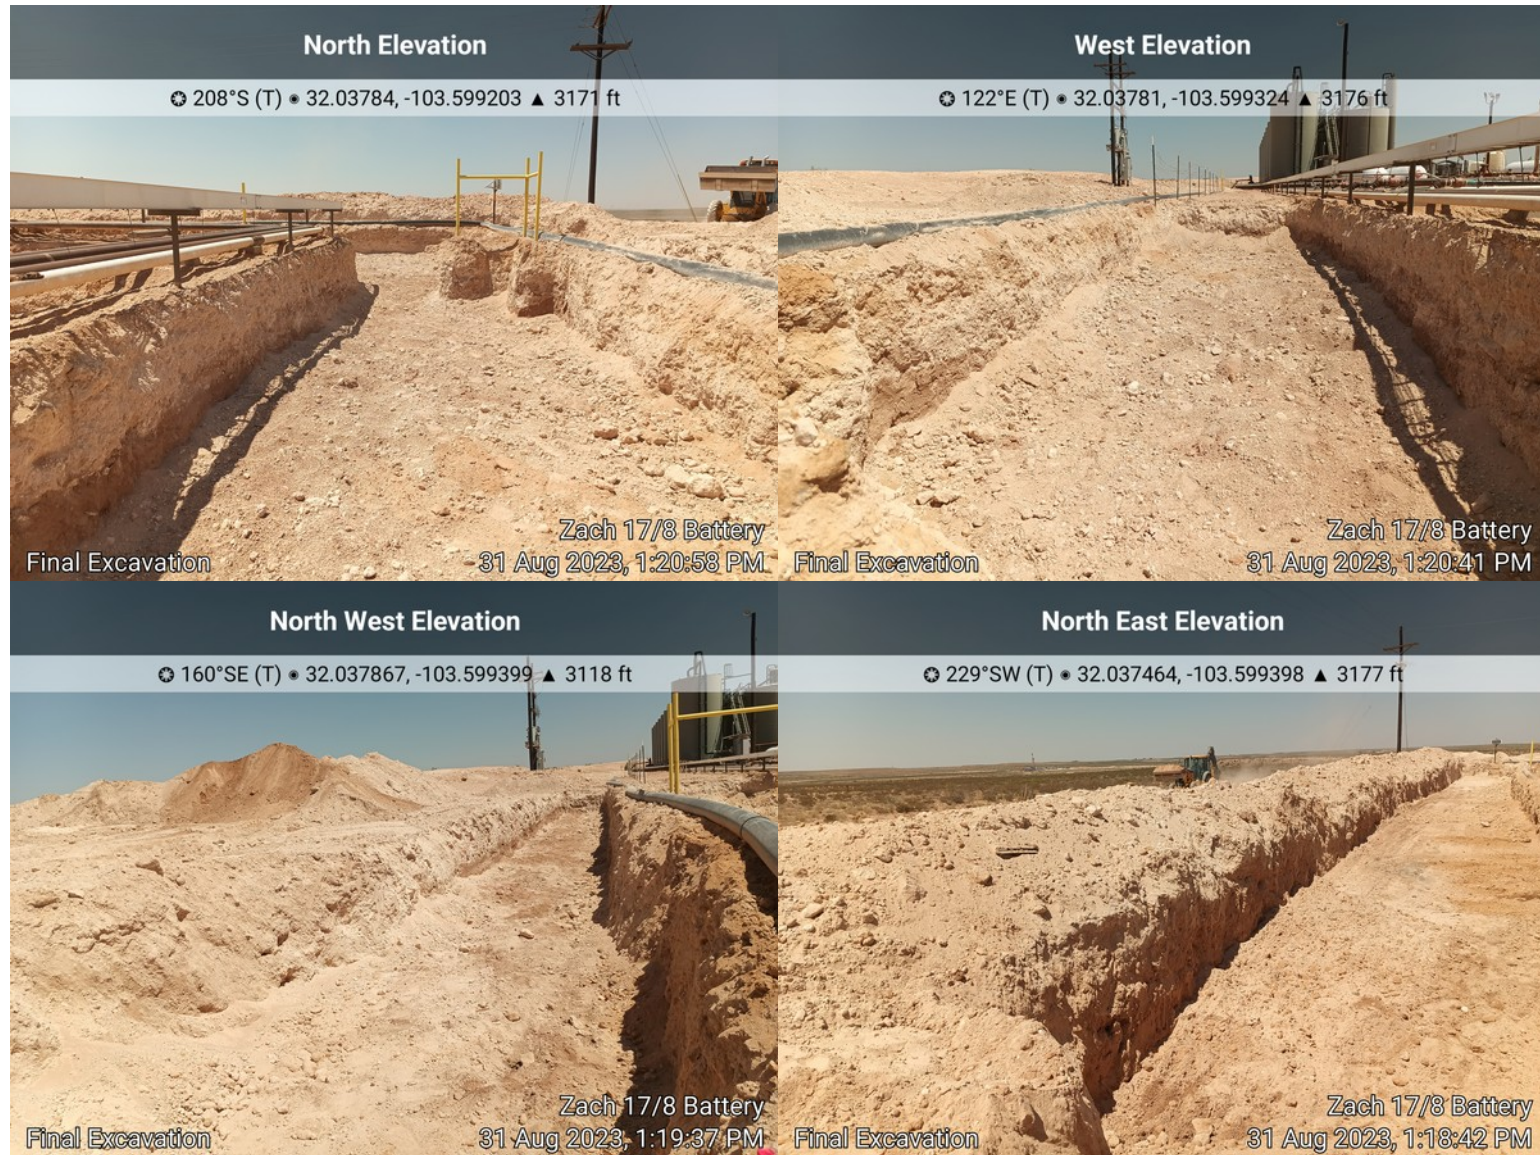 North Elevation
208°S (T) ● 32.03784, -103.599203 ▲ 3171 ft
Zach 17/8 Battery
Final Excavation
31 Aug 2023, 1:20:58 PM
West Elevation
122°E (T) ● 32.03781, -103.599324 ▲ 3176 ft
Zach 17/8 Battery
Final Excavation
31 Aug 2023, 1:20:41 PM
North West Elevation
160°SE (T) ● 32.037867, -103.599399 ▲ 3118 ft
Zach 17/8 Battery
Final Excavation
31 Aug 2023, 1:19:37 PM
North East Elevation
229°SW (T) ● 32.037464, -103.599398 ▲ 3177 ft
Zach 17/8 Battery
Final Excavation
31 Aug 2023, 1:18:42 PM